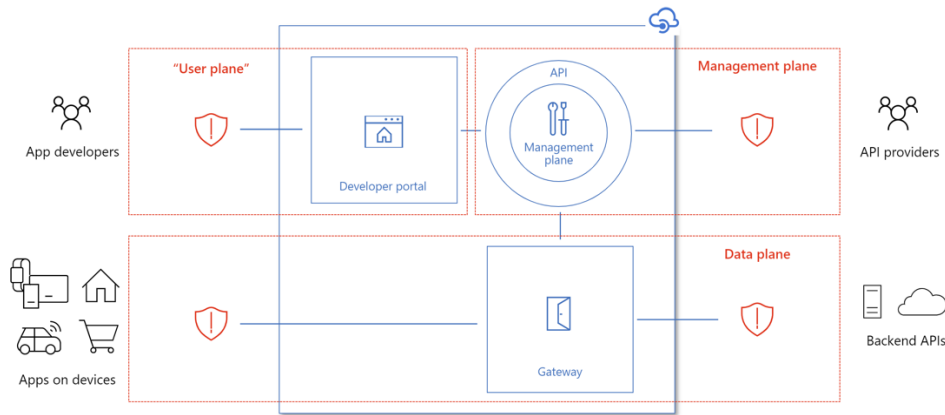 “User plane”
API
Management plane
Management
plane
App developers
API providers
Developer portal
Data plane
Apps on devices
Gateway
Backend APIs